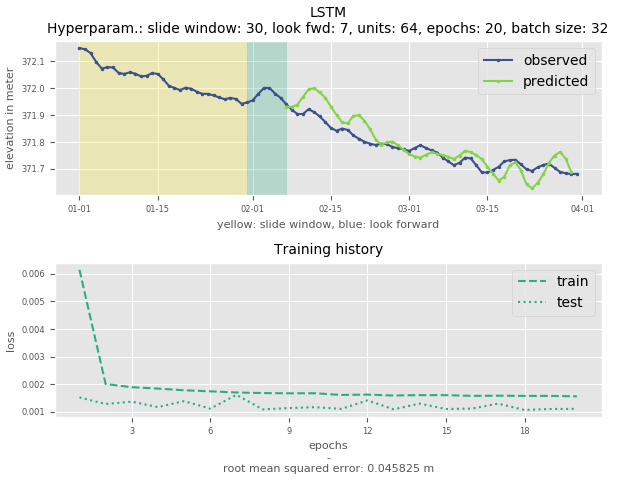 LSTM
Hyperparam.: slide window: 30, look fwd: 7, units: 64, epochs: 20, batch size: 32
372.1
372.0
371.9
371.8
371.7
elevation in meter
observed
predicted
01-01 01-15 02-01 02-15 03-01 03-15 04-01
yellow: slide window, blue: look forward
Training history
0.006
0.005
0.004
0.003
0.002
0.001
loss
train
test
3 6 9 12 15 18
epochs
-
root mean squared error: 0.045825 m